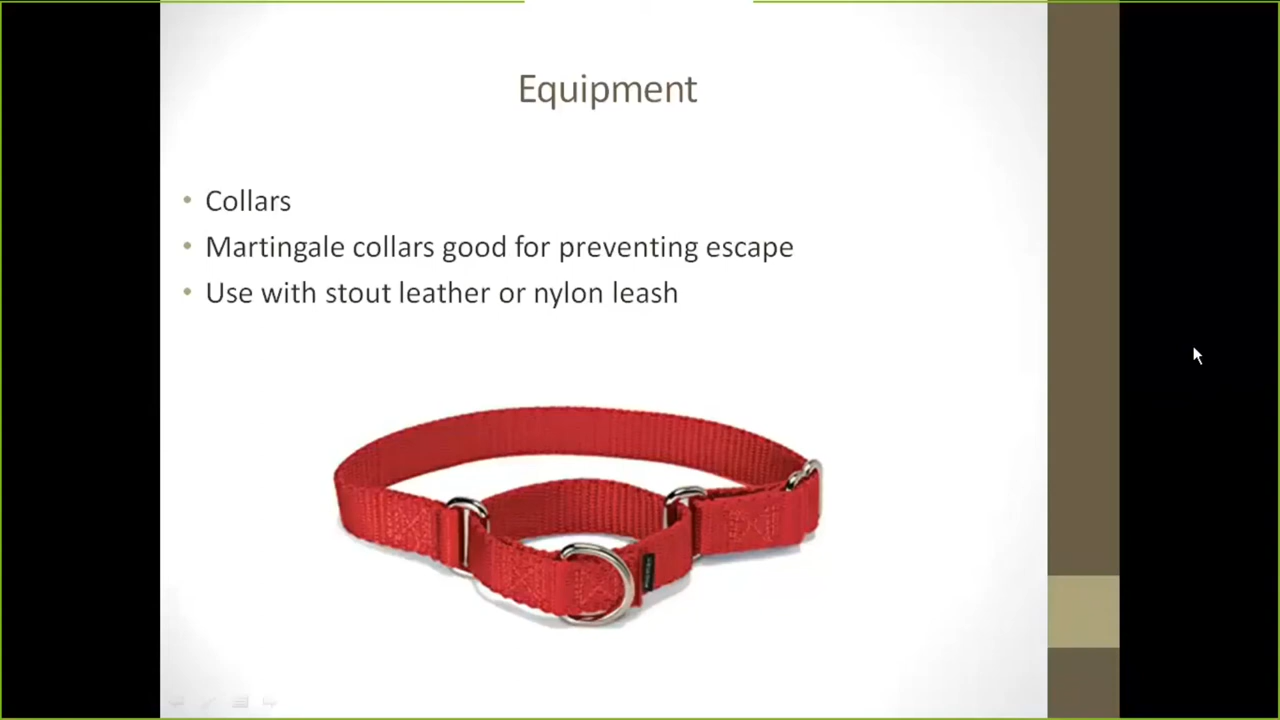 Equipment
• Collars
• Martingale collars good for preventing escape
• Use with stout leather or nylon leash